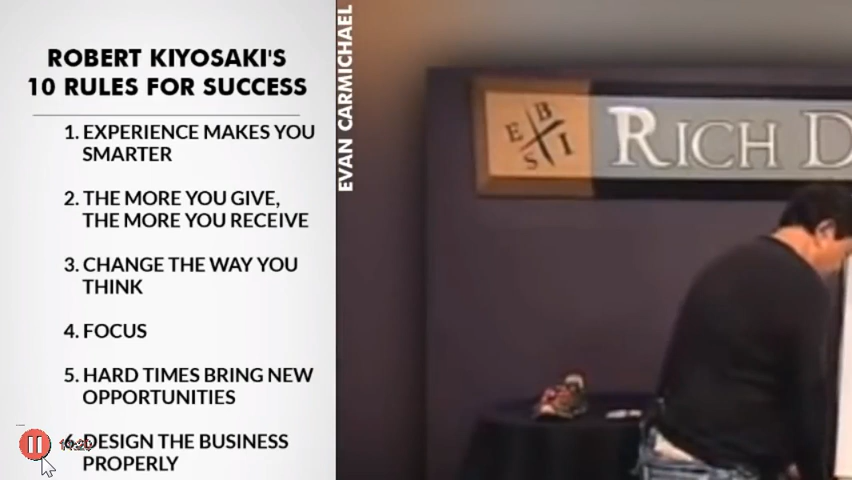 ROBERT KIYOSAKI'S
10 RULES FOR SUCCESS
1. EXPERIENCE MAKES YOU
SMARTER
2. THE MORE YOU GIVE,
THE MORE YOU RECEIVE
3. CHANGE THE WAY YOU
THINK
4. FOCUS
5. HARD TIMES BRING NEW
OPPORTUNITIES
6. DESIGN THE BUSINESS
PROPERLY
EVAN CARMICHAEL
E B I S
RICH D